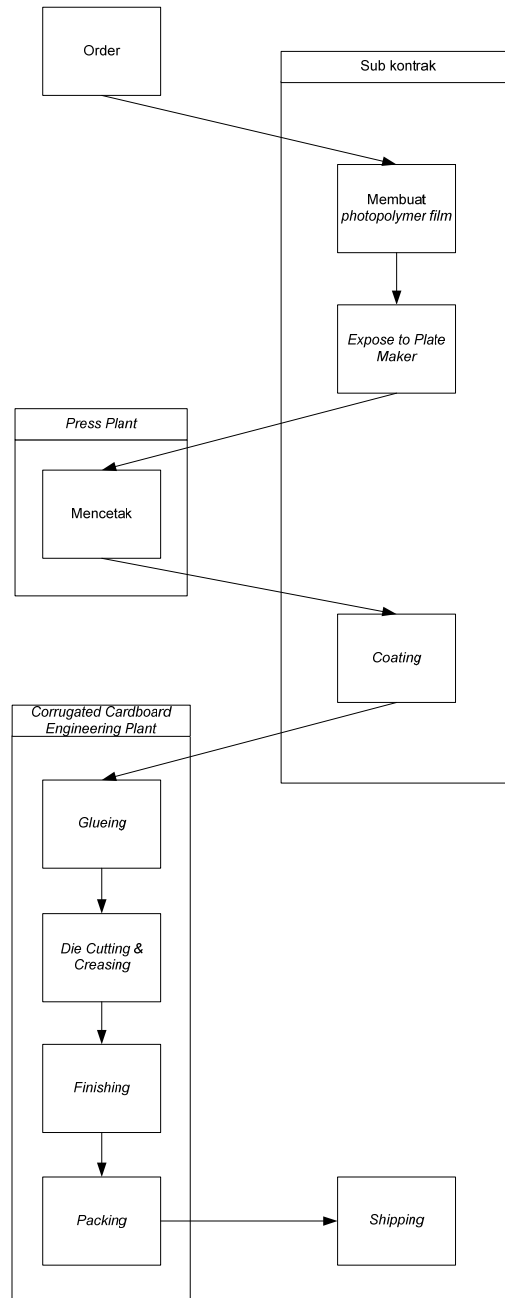 Order
Sub kontrak
Membuat
photopolymer film
Expose to Plate
Maker
Press Plant
Mencetak
Coating
Corrugated Cardboard
Engineering Plant
Glueing
Die Cutting &
Creasing
Finishing
Packing
Shipping